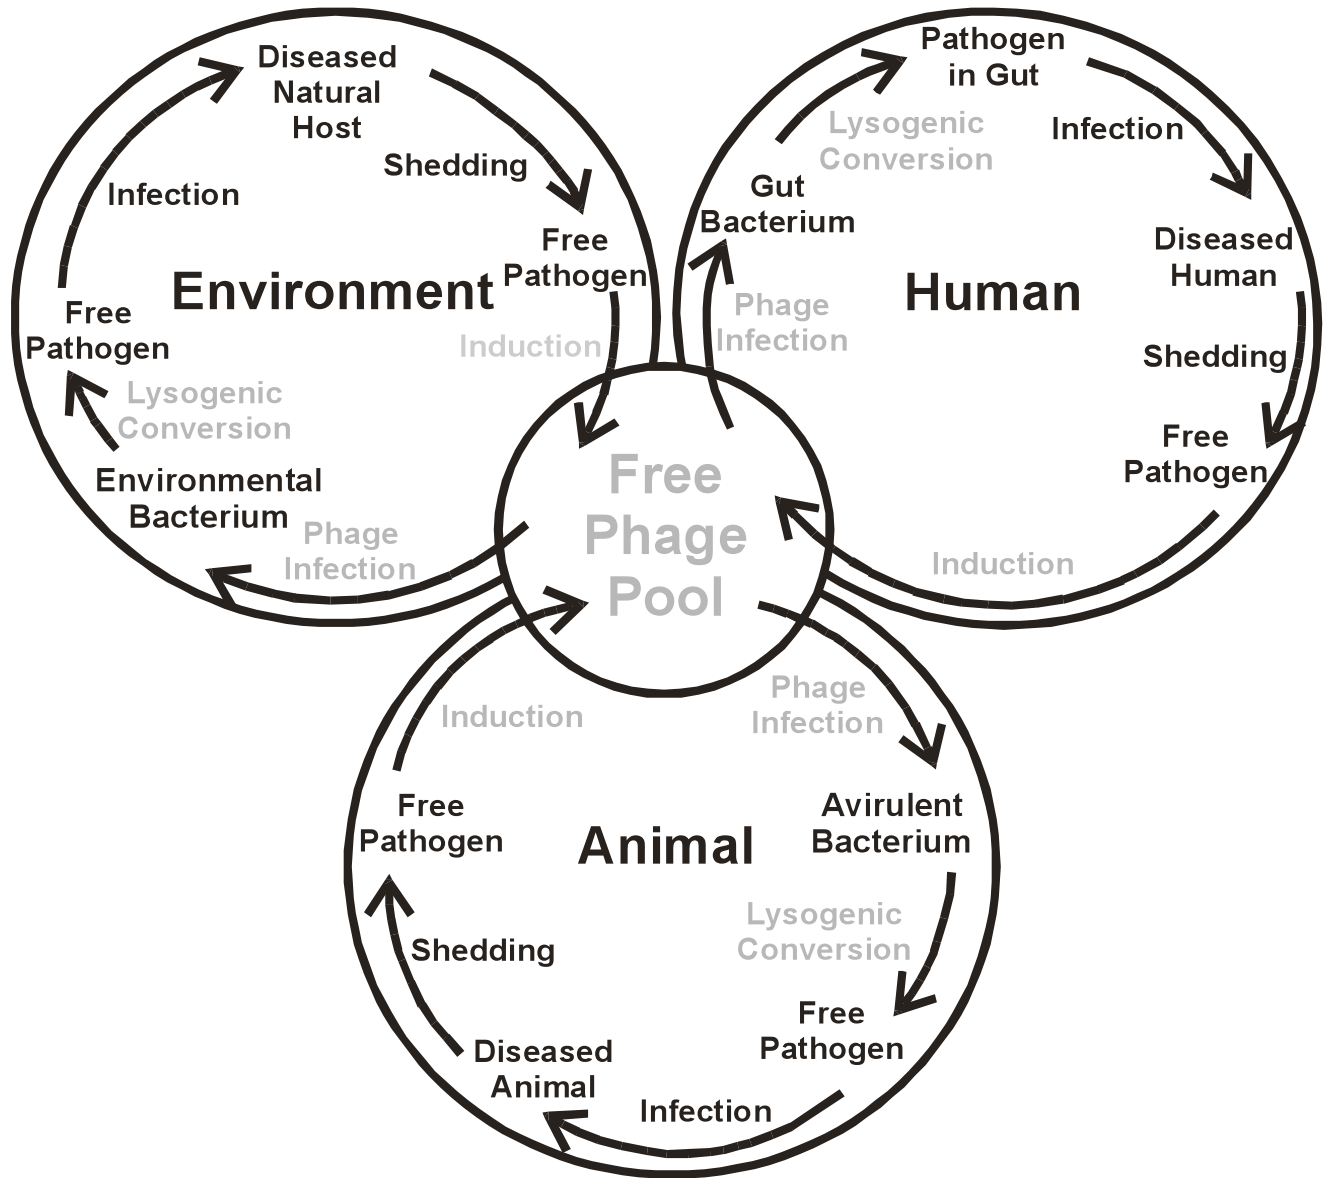 Diseased
Natural
Host
Shedding
Infection
Free
Pathogen
Environment
Free
Pathogen
Induction
Lysogenic
Conversion
Environmental
Bacterium
Phage
Infection
Pathogen
in Gut
Lysogenic
Conversion
Infection
Gut
Bacterium
Diseased
Human
Human
Phage
Infection
Shedding
Free
Pathogen
Induction
Free
Phage
Pool
Induction
Phage
Infection
Free
Pathogen
Animal
Avirulent
Bacterium
Lysogenic
Conversion
Shedding
Free
Pathogen
Diseased
Animal
Infection